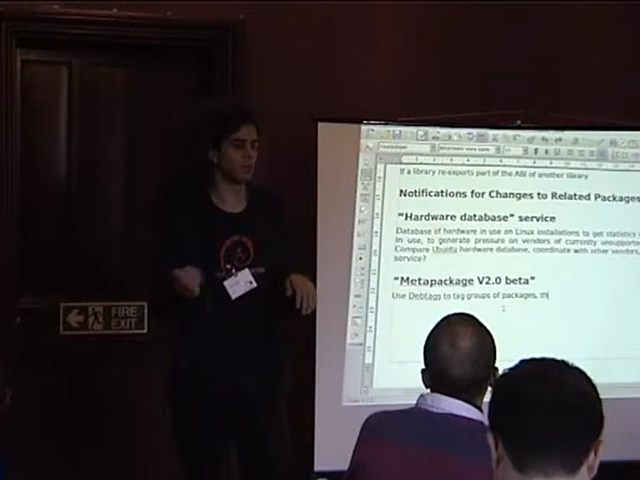 If a library re-exports part of the ABI of another library
Notifications for Changes to Related Packages
“Hardware database” service
Database of hardware in use on Linux installations to get statistics
In use, to generate pressure on vendors of currently unsupporte
Compare Ubuntu hardware database, coordinate with other vendors,
service?
“Metapackage V2.0 beta”
Use Debtags to tag groups of packages, th
FIRE
EXIT